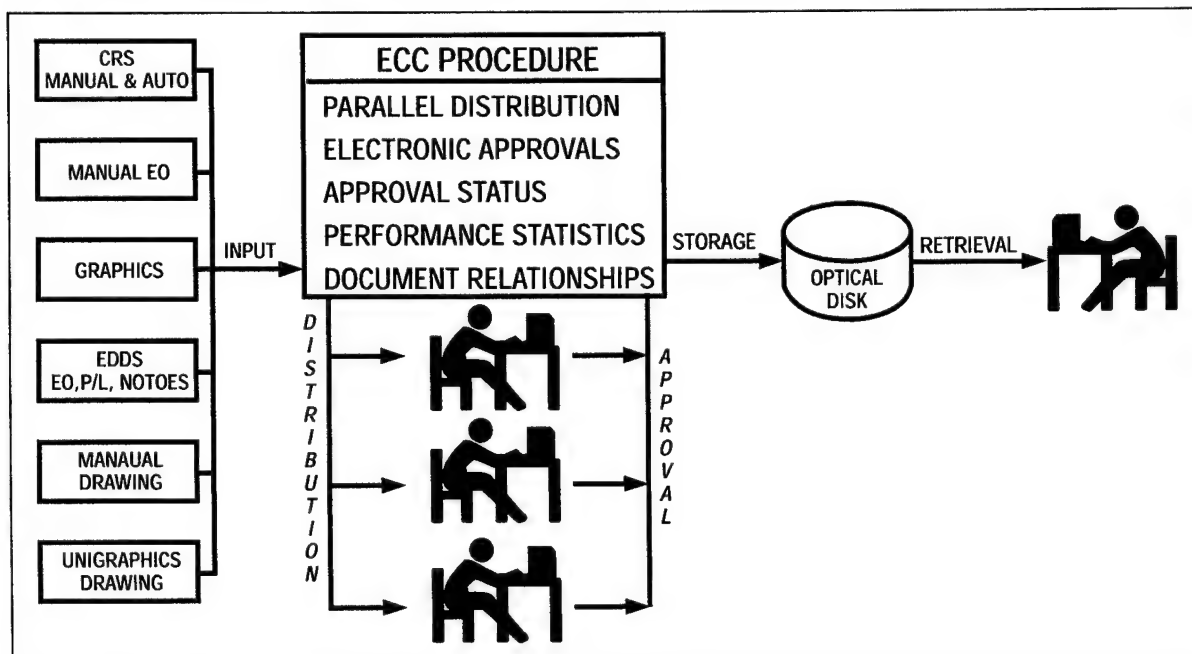 CRS
MANUAL & AUTO
MANUAL EO
GRAPHICS
EDDS
EO,P/L, NOTOES
MANAUAL
DRAWING
UNIGRAPHICS
DRAWING
INPUT
ECC PROCEDURE
PARALLEL DISTRIBUTION
ELECTRONIC APPROVALS
APPROVAL STATUS
PERFORMANCE STATISTICS
DOCUMENT RELATIONSHIPS
DISTRIBUTION
APPROVAL
STORAGE
OPTICAL
DISK
RETRIEVAL